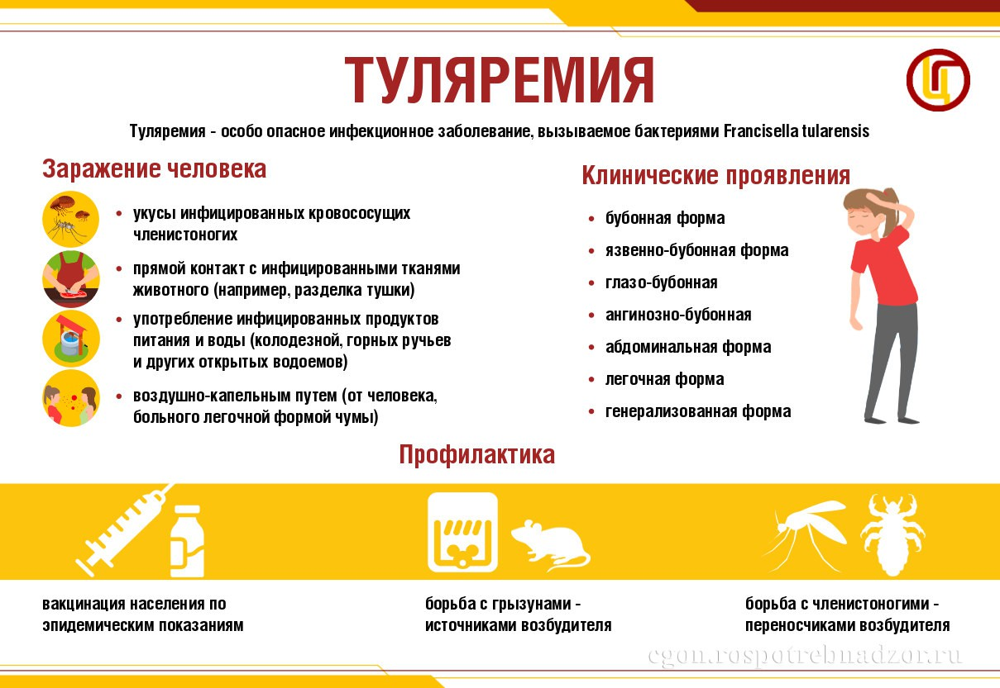 ТУЛЯРЕМИЯ
Туляремия - особо опасное инфекционное заболевание, вызываемое бактериями Francisella tularensis
Заражение человека
укусы инфицированных кровососущих
членистоногих
прямой контакт с инфицированными тканями
животного (например, разделка тушки)
употребление инфицированных продуктов
питания и воды (колодезной, горных ручьев
и других открытых водоемов)
воздушно-капельным путем (от человека,
больного легочной формой чумы)
Клинические проявления
бубонная форма
язвенно-бубонная форма
глазо-бубонная
ангинозно-бубонная
абдоминальная форма
легочная форма
генерализованная форма
Профилактика
вакцинация населения по
эпидемическим показаниям
борьба с грызунами -
источниками возбудителя
борьба с членистоногими -
переносчиками возбудителя
cgon.rospotrebnadzor.ru